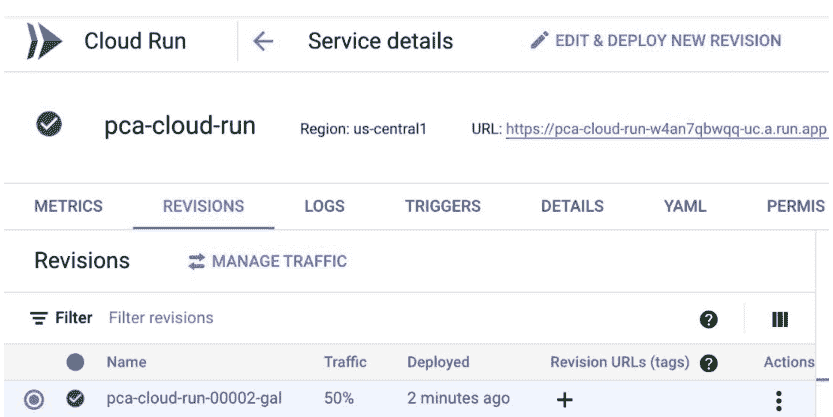 Cloud Run
Service details
EDIT & DEPLOY NEW REVISION
pca-cloud-run
Region: us-central1
URL: https://pca-cloud-run-w4an7qbwqq-uc.a.run.app
METRICS REVISIONS LOGS TRIGGERS DETAILS YAML PERMIS
Revisions
MANAGE TRAFFIC
Filter Filter revisions
Name Traffic Deployed Revision URLs (tags) Actions
pca-cloud-run-00002-gal 50% 2 minutes ago